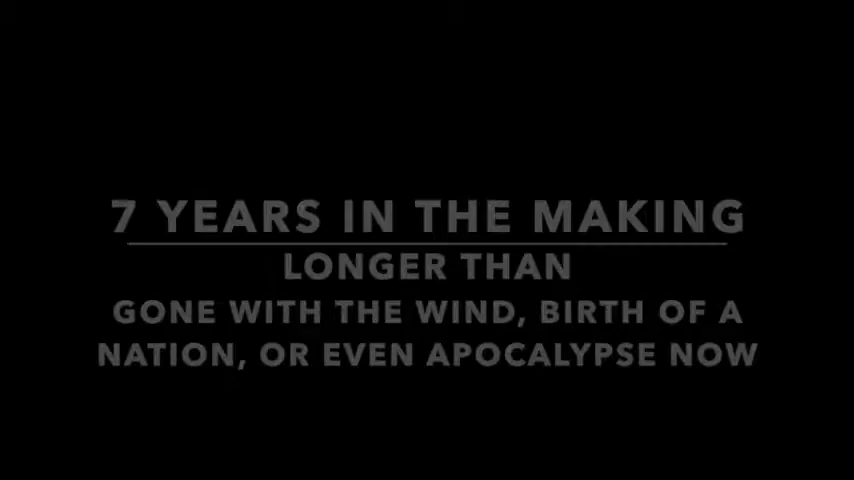 7 YEARS IN THE MAKING
LONGER THAN
GONE WITH THE WIND, BIRTH OF A
NATION, OR EVEN APOCALYPSE NOW